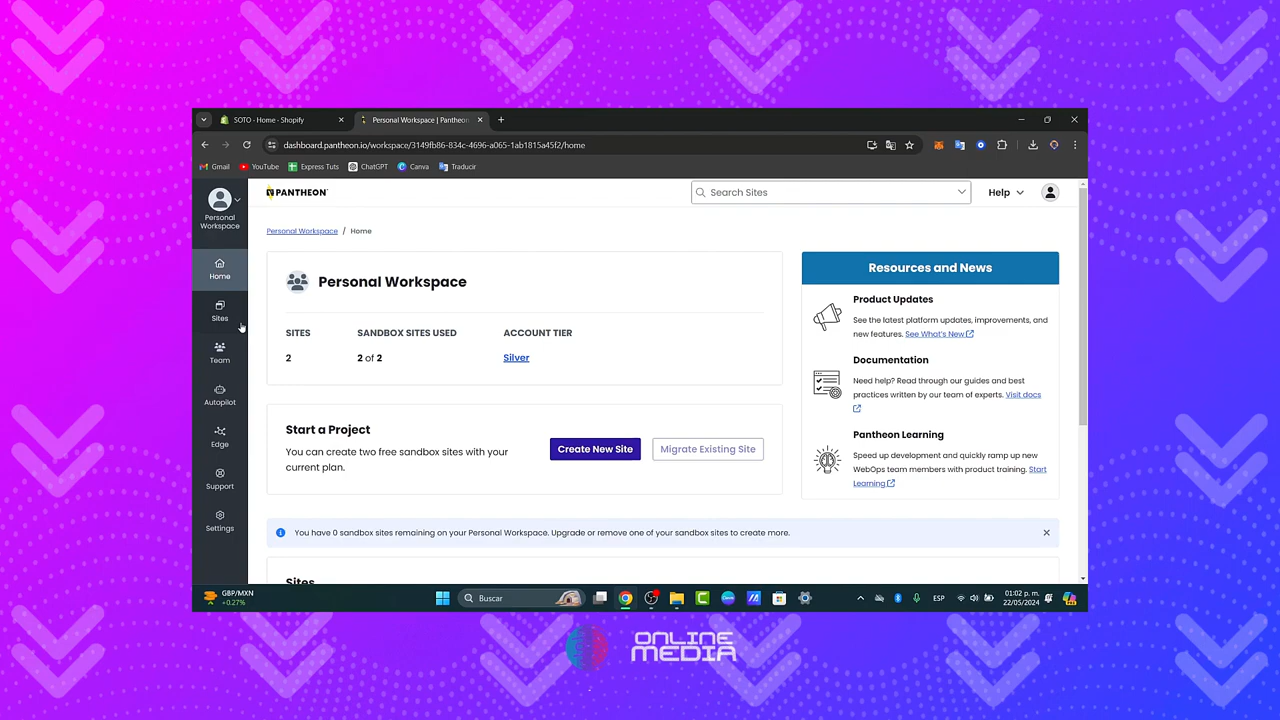 SOTO - Home - Shopify
Personal Workspace | Pantheon
dashboard.pantheon.io/workspace/3149fb86-834c-4696-a065-1ab1815a45f2/home
Gmail
YouTube
Express Tuts
ChatGPT
Canva
Traducir
Personal
Workspace
Home
Sites
Team
Autopilot
Edge
Support
Settings
PANTHEON
Search Sites
Help
Personal Workspace / Home
Personal Workspace
SITES
SANDBOX SITES USED
ACCOUNT TIER
2
2 of 2
Silver
Start a Project
You can create two free sandbox sites with your
current plan.
Create New Site
Migrate Existing Site
Resources and News
Product Updates
See the latest platform updates, improvements, and
new features. See What's New
Documentation
Need help? Read through our guides and best
practices written by our team of experts. Visit docs
Pantheon Learning
Speed up development and quickly ramp up new
WebOps team members with product training. Start
Learning
You have 0 sandbox sites remaining on your Personal Workspace. Upgrade or remove one of your sandbox sites to create more.
Sites
GBP/MXN
+0.27%
Buscar
ESP
01:02 p. m.
22/05/2024
ONLINE
MEDIA